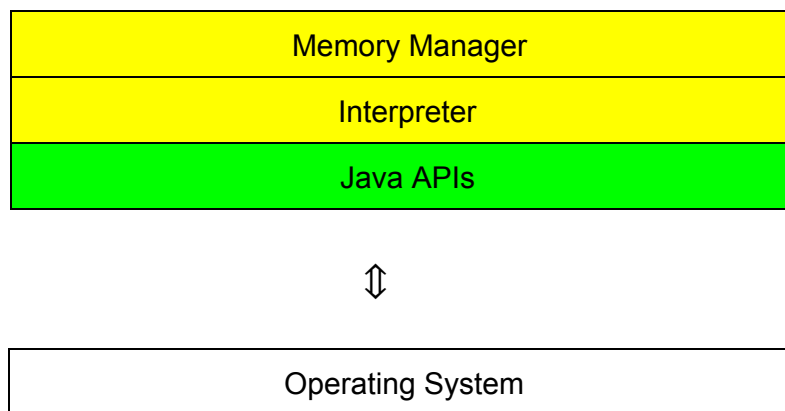 Memory Manager
Interpreter
Java APIs
⇕
Operating System